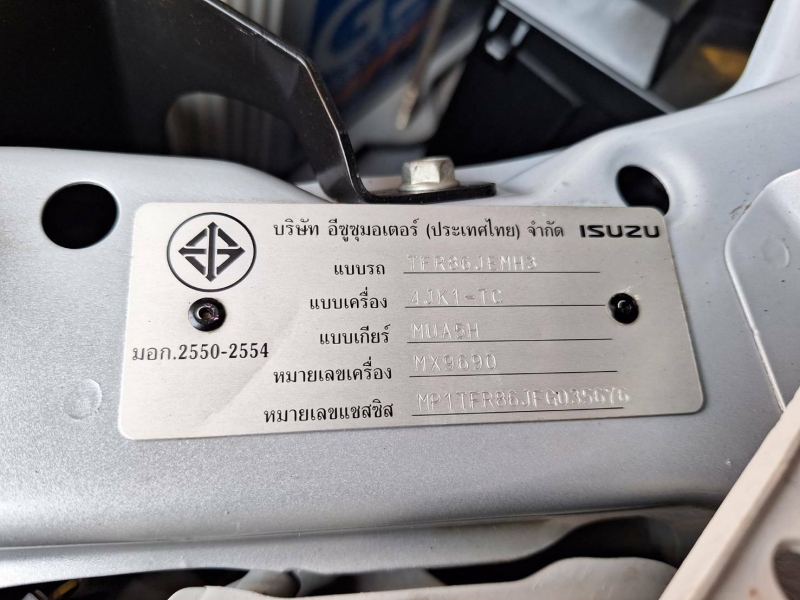 บริษัท อีซูซุมอเตอร์ (ประเทศไทย) จำกัด ISUZU
แบบรถ TFR86JEMH3
แบบเครื่อง 4JK1-TC
แบบเกียร์ MUA5H
มอก.2550-2554
หมายเลขเครื่อง MX9690
หมายเลขแชสซิส